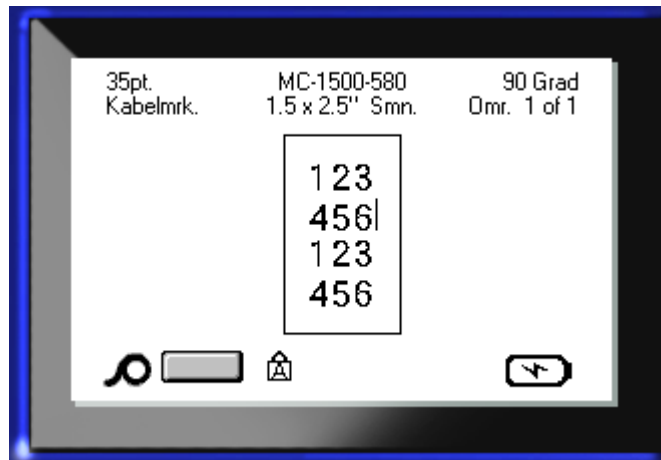 35pt. MC-1500-580 90 Grad
Kabelmrk. 1.5 x 2.5" Smn. Omr. 1 of 1
123
456
123
456
A